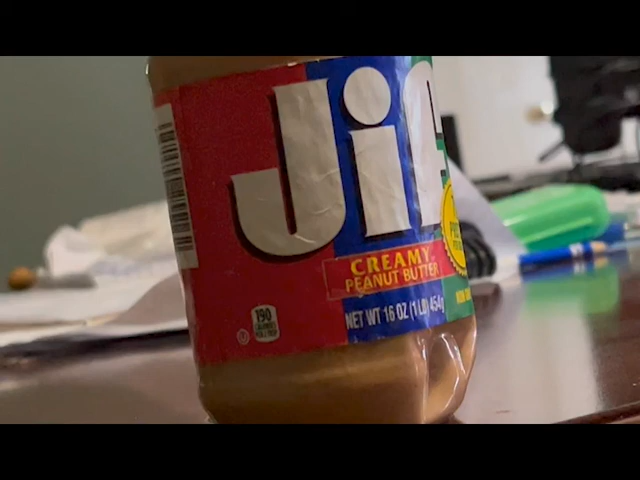 Jif
CREAMY
PEANUT BUTTER
NET WT 16 OZ (1 LB) 454g
190